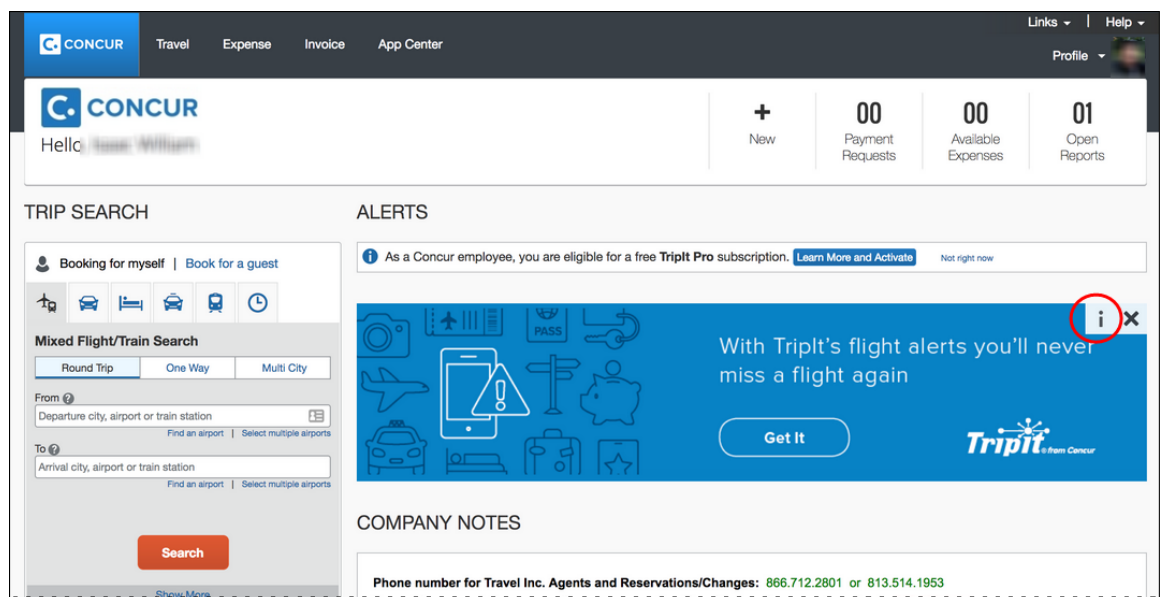 Links Help
C. CONCUR Travel Expense Invoice App Center
Profile
C. CONCUR
Hello
+ 00 00 01
New Payment Requests Available Expenses Open Reports
TRIP SEARCH
Booking for myself | Book for a guest
Mixed Flight/Train Search
Round Trip One Way Multi City
From ?
Departure city, airport or train station
Find an airport | Select multiple airports
To ?
Arrival city, airport or train station
Find an airport | Select multiple airports
Search
Show More
ALERTS
i As a Concur employee, you are eligible for a free TripIt Pro subscription. Learn More and Activate Not right now
i ×
PASS
With TripIt's flight alerts you'll never
miss a flight again
Get It
TripIt® from Concur
COMPANY NOTES
Phone number for Travel Inc. Agents and Reservations/Changes: 866.712.2801 or 813.514.1953